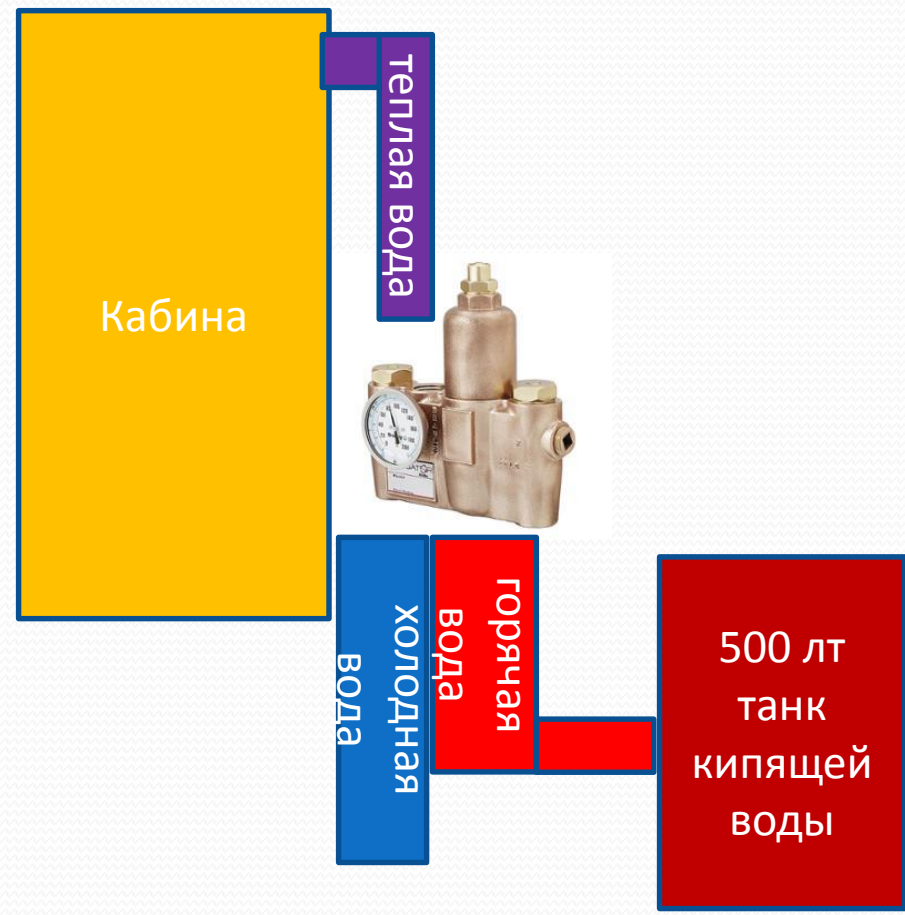 теплая вода
Кабина
холодная
вода
горячая
вода
500 лт
танк
кипящей
воды